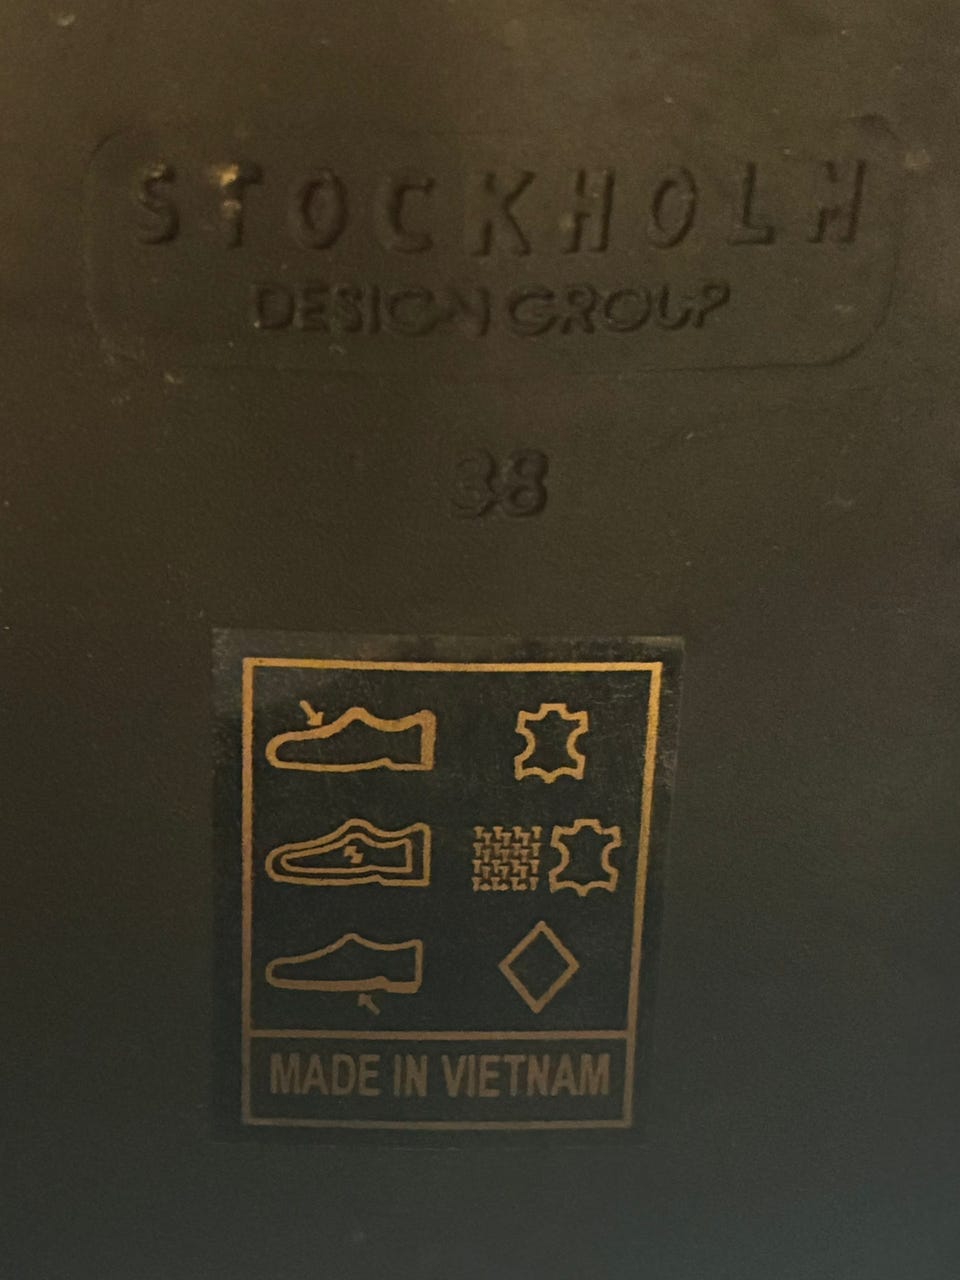 STOCKHOLM
DESIGN GROUP
38
MADE IN VIETNAM